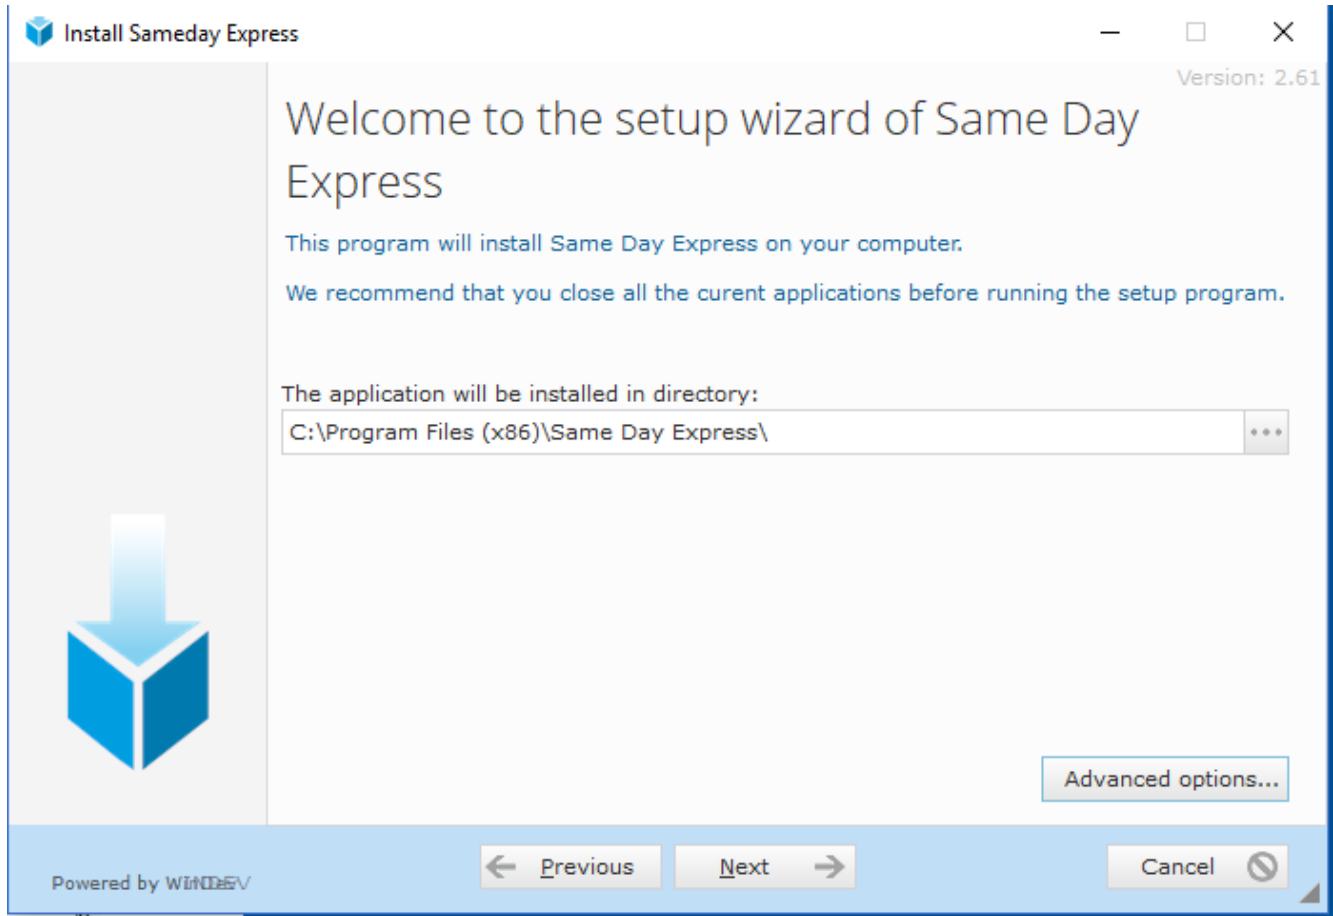 Install Sameday Express
Version: 2.61
Welcome to the setup wizard of Same Day
Express
This program will install Same Day Express on your computer.
We recommend that you close all the curent applications before running the setup program.
The application will be installed in directory:
C:\Program Files (x86)\Same Day Express\
Advanced options...
Previous
Next
Cancel
Powered by